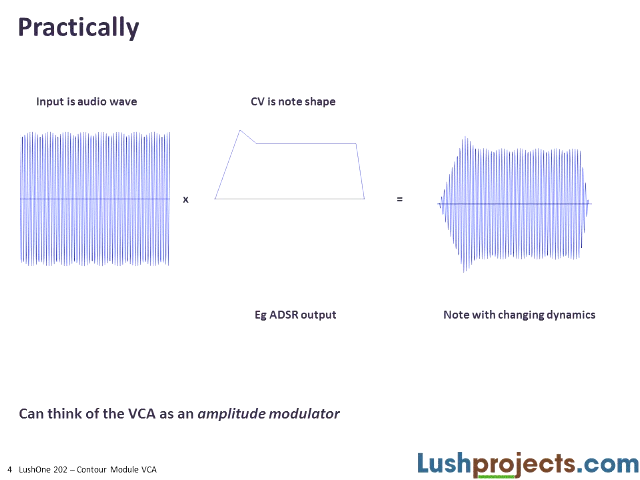 Practically
Input is audio wave
CV is note shape
x
=
Eg ADSR output
Note with changing dynamics
Can think of the VCA as an amplitude modulator
4 LushOne 202 – Contour Module VCA
Lushprojects.com